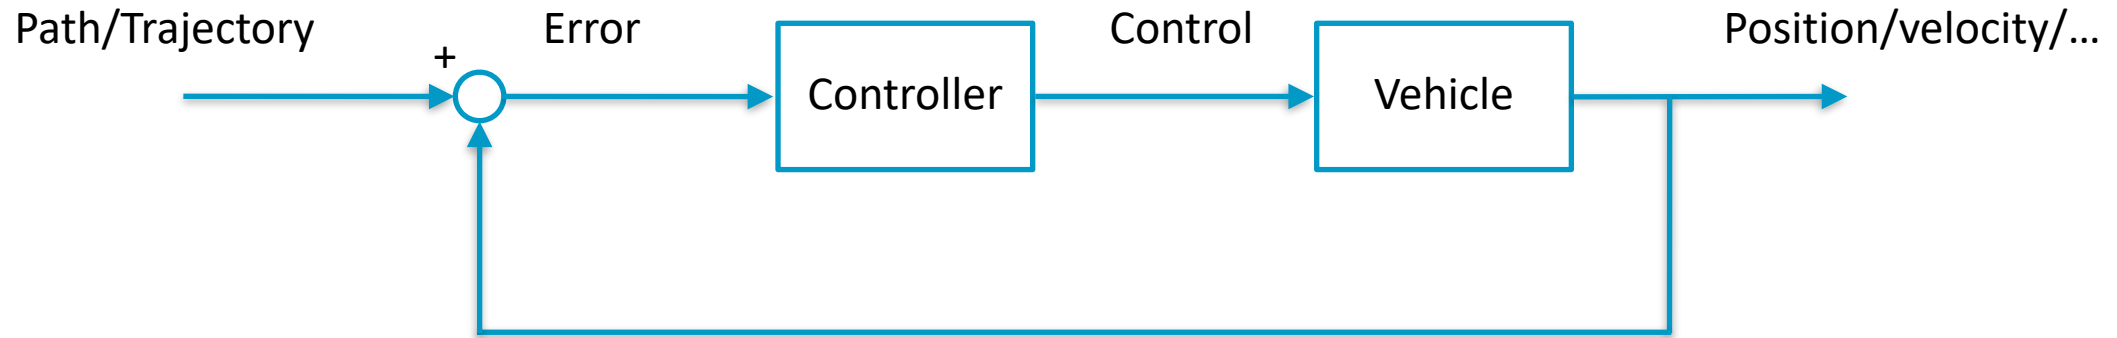 Path/Trajectory
+
Error
Controller
Control
Vehicle
Position/velocity/...